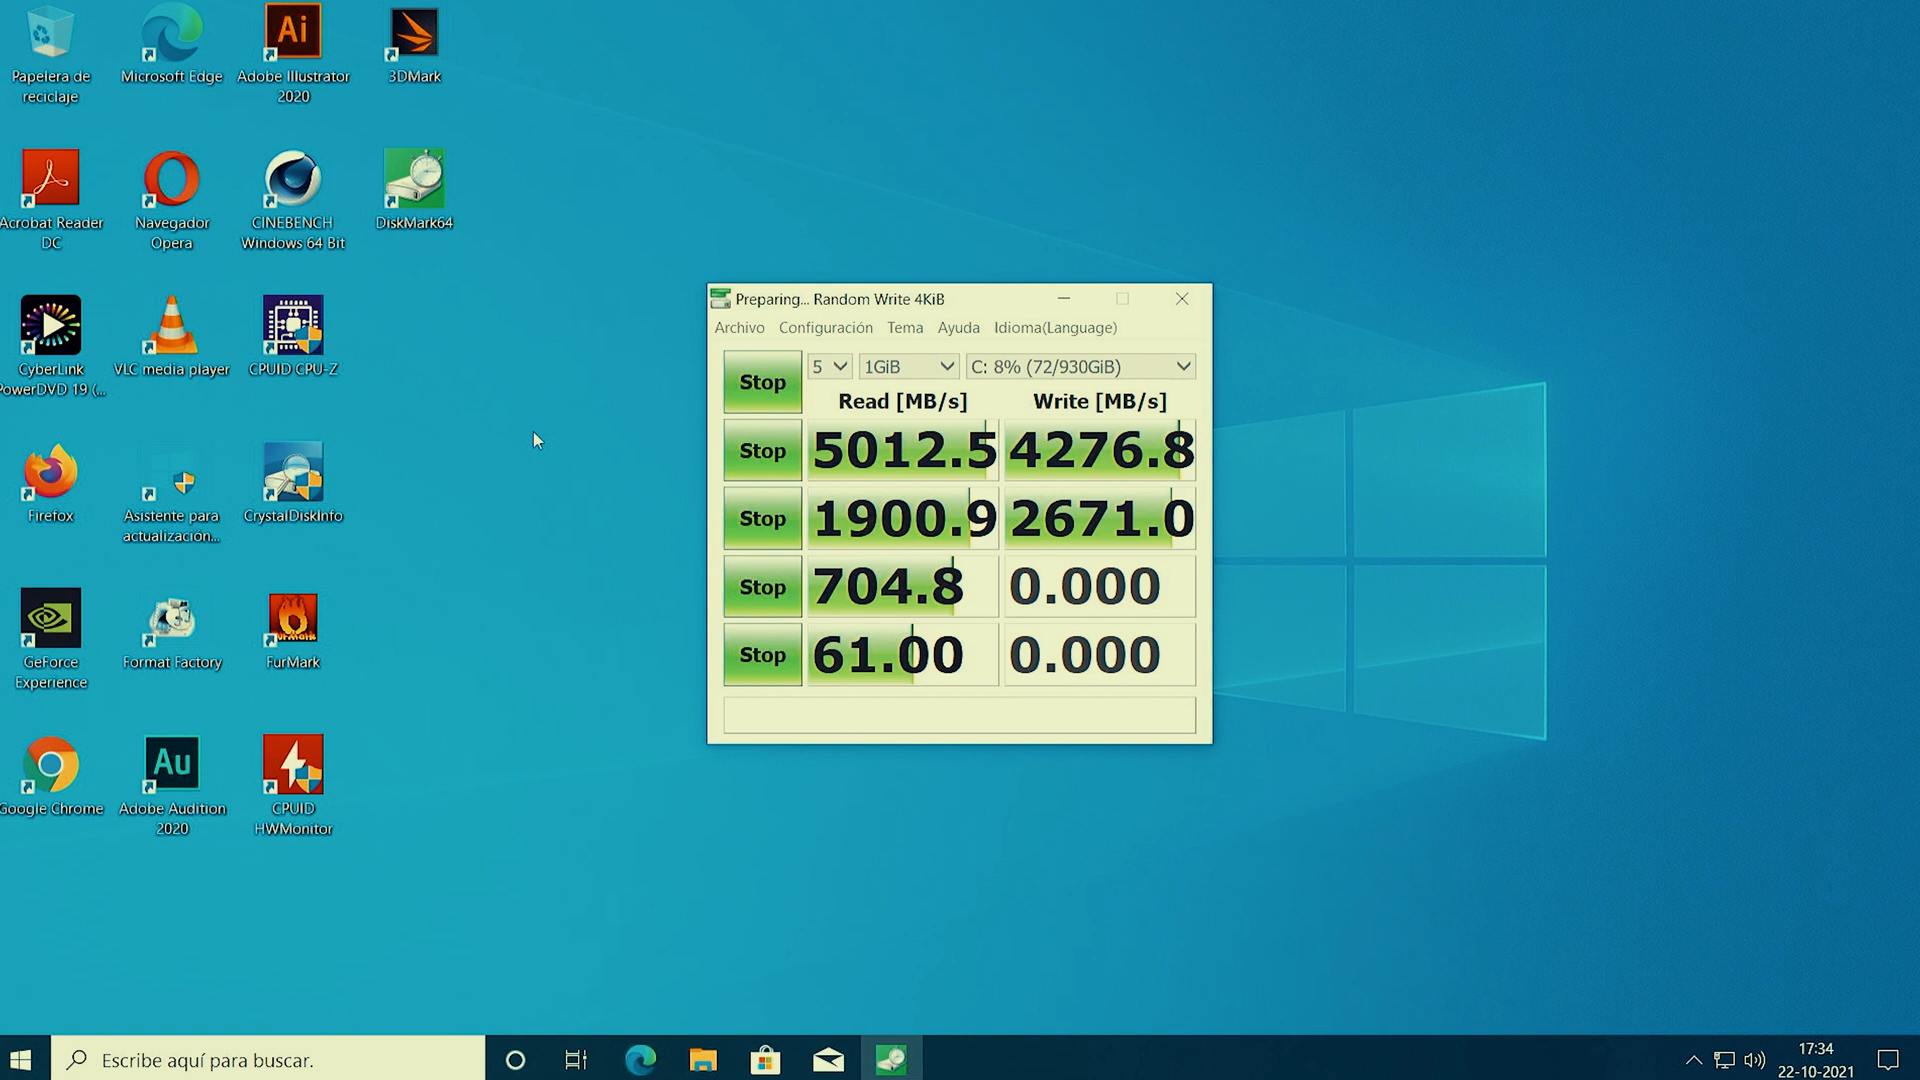 Papelera de
reciclaje
Microsoft Edge
Ai
Adobe Illustrator
2020
3DMark
Acrobat Reader
DC
Navegador
Opera
CINEBENCH
Windows 64 Bit
DiskMark64
CyberLink
PowerDVD 19 (...
VLC media player
CPUID CPU-Z
Firefox
Asistente para
actualización...
CrystalDiskInfo
GeForce
Experience
Format Factory
FurMark
Google Chrome
Au
Adobe Audition
2020
CPUID
HWMonitor
Preparing... Random Write 4KiB
Archivo Configuración Tema Ayuda Idioma(Language)
Stop 5 1GiB C: 8% (72/930GiB)
Read [MB/s] Write [MB/s]
Stop 5012.5 4276.8
Stop 1900.9 2671.0
Stop 704.8 0.000
Stop 61.00 0.000
Escribe aquí para buscar.
17:34
22-10-2021